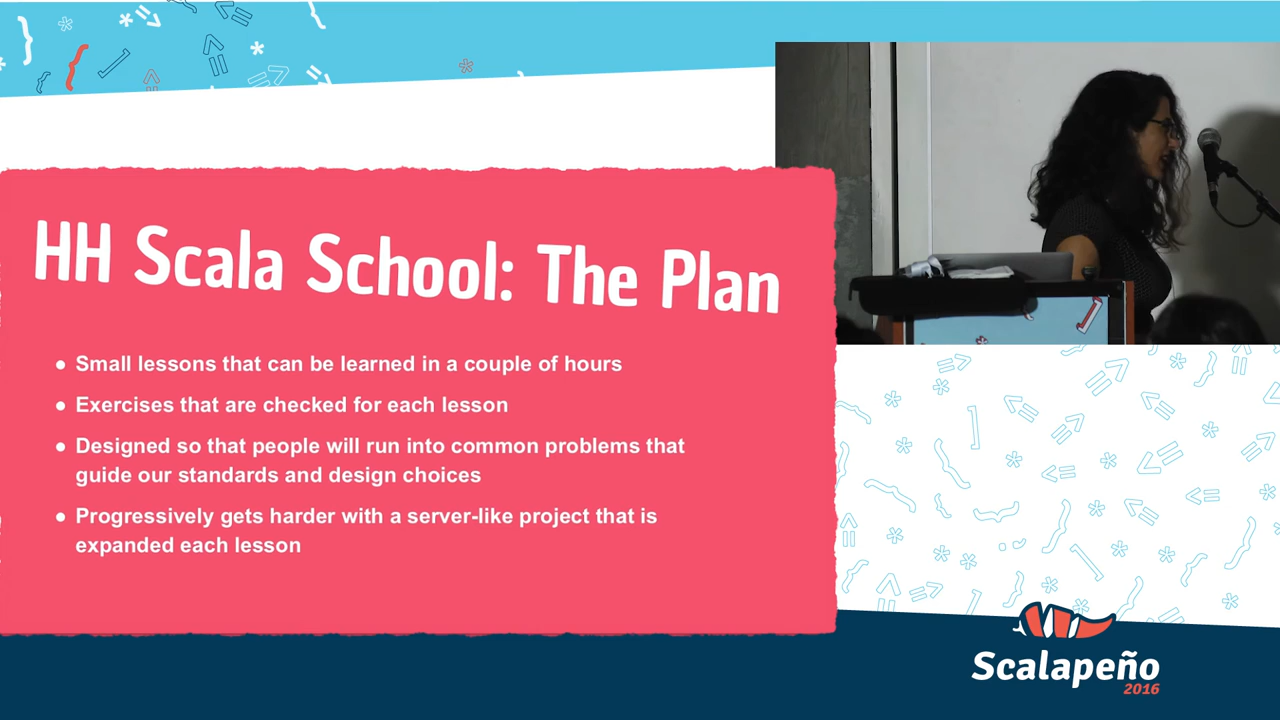 HH Scala School: The Plan
● Small lessons that can be learned in a couple of hours
● Exercises that are checked for each lesson
● Designed so that people will run into common problems that
guide our standards and design choices
● Progressively gets harder with a server-like project that is
expanded each lesson
Scalapeño
2016